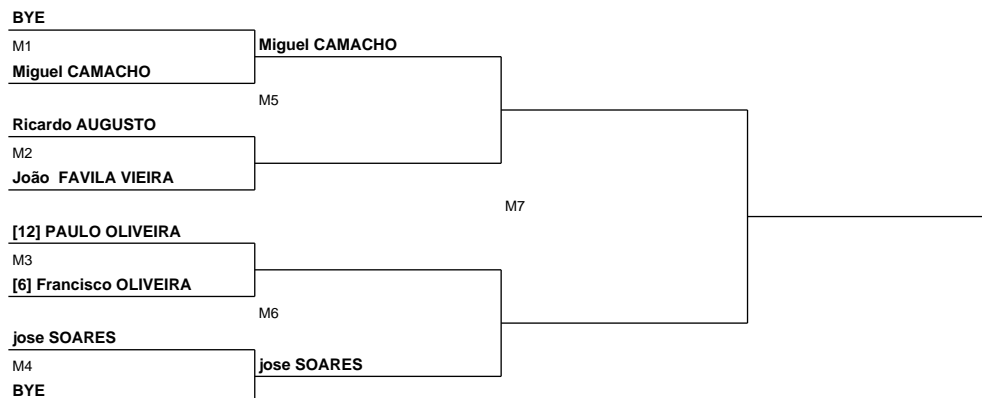 BYE
M1
Miguel CAMACHO
Miguel CAMACHO
M5
Ricardo AUGUSTO
M2
João  FAVILA VIEIRA
M7
[12] PAULO OLIVEIRA
M3
[6] Francisco OLIVEIRA
M6
jose SOARES
M4
jose SOARES
BYE